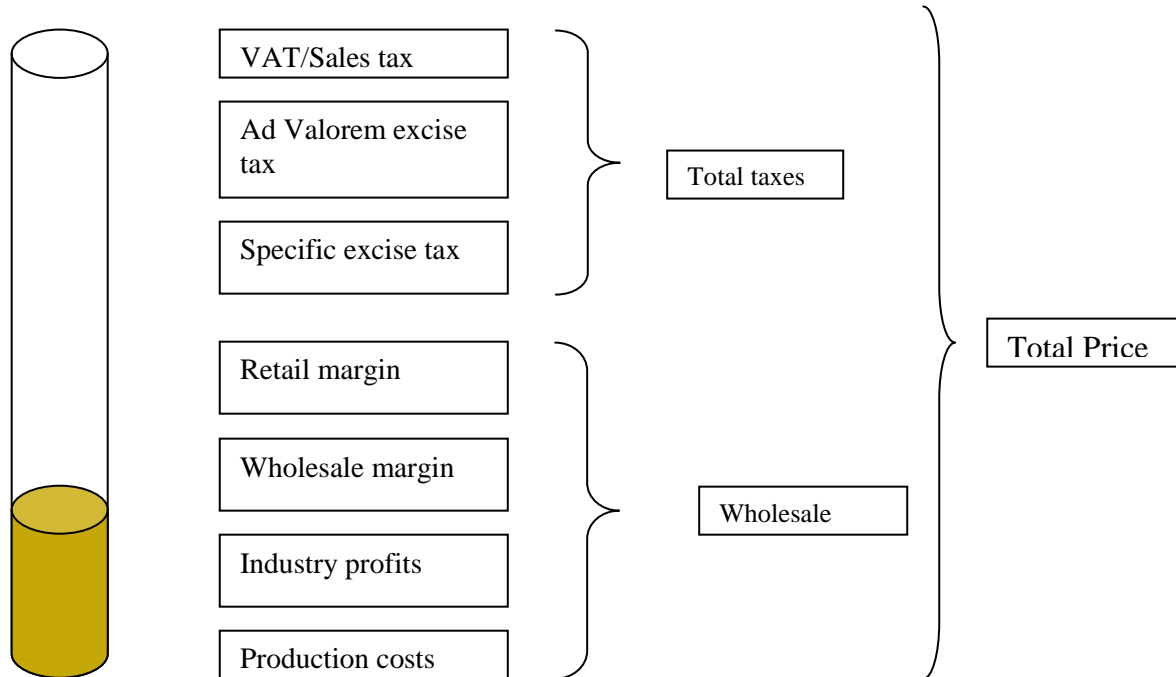 VAT/Sales tax
Ad Valorem excise
tax
Specific excise tax
Total taxes
Retail margin
Wholesale margin
Industry profits
Production costs
Wholesale
Total Price